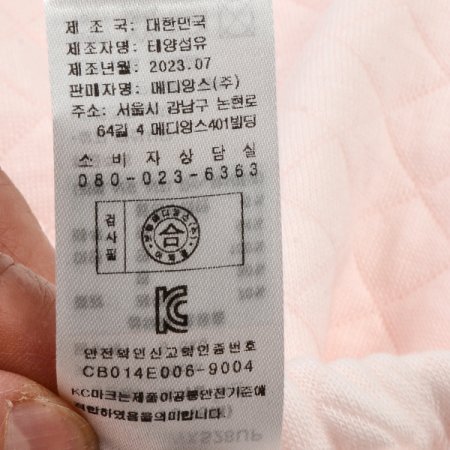 제 조 국: 대한민국
제조자명: 태양섬유
제조년월: 2023.07
판매자명: 메디앙스(주)
주소: 서울시 강남구 논현로
64길 4 메디앙스401빌딩
소 비 자 상 담 실
080-023-6363
검사필
합
안전확인신고확인증번호
CB014E006-9004
KC마크는제품이공통안전기준에
적합하였음을의미합니다